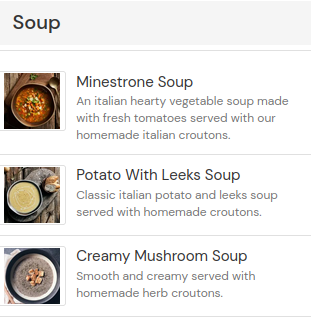 Soup
Minestrone Soup
An italian hearty vegetable soup made
with fresh tomatoes served with our
homemade italian croutons.
Potato With Leeks Soup
Classic italian potato and leeks soup
served with homemade croutons.
Creamy Mushroom Soup
Smooth and creamy served with
homemade herb croutons.